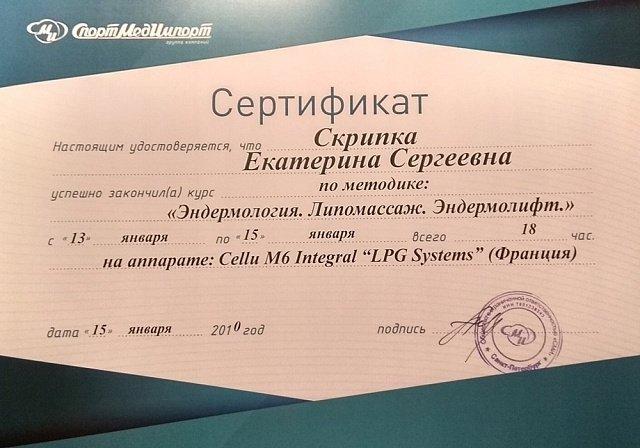 СпортМедИмпорт
группа компаний
Сертификат
Настоящим удостоверяется, что Скрипка
Екатерина Сергеевна
успешно закончил(а) курс по методике:
«Эндермология. Липомассаж. Эндермолифт.»
с «13» января по «15» января всего 18 час.
на аппарате: Cellu M6 Integral “LPG Systems” (Франция)
дата «15» января 2010 год подпись
Санкт-Петербург